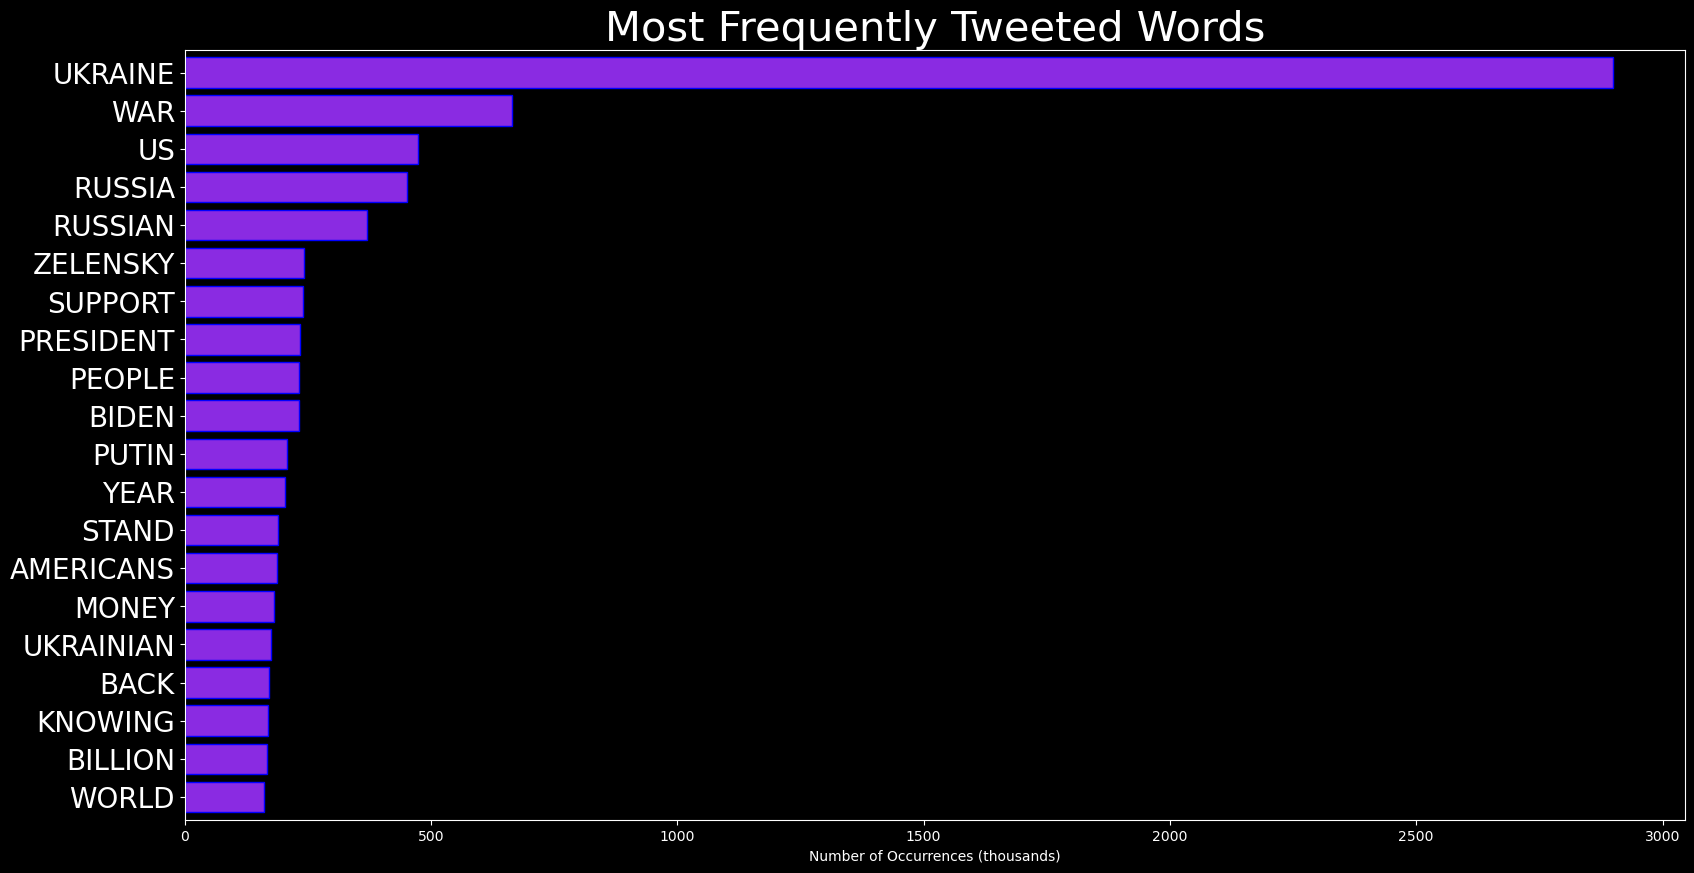 Most Frequently Tweeted Words
UKRAINE
WAR
US
RUSSIA
RUSSIAN
ZELENSKY
SUPPORT
PRESIDENT
PEOPLE
BIDEN
PUTIN
YEAR
STAND
AMERICANS
MONEY
UKRAINIAN
BACK
KNOWING
BILLION
WORLD
0 500 1000 1500 2000 2500 3000
Number of Occurrences (thousands)